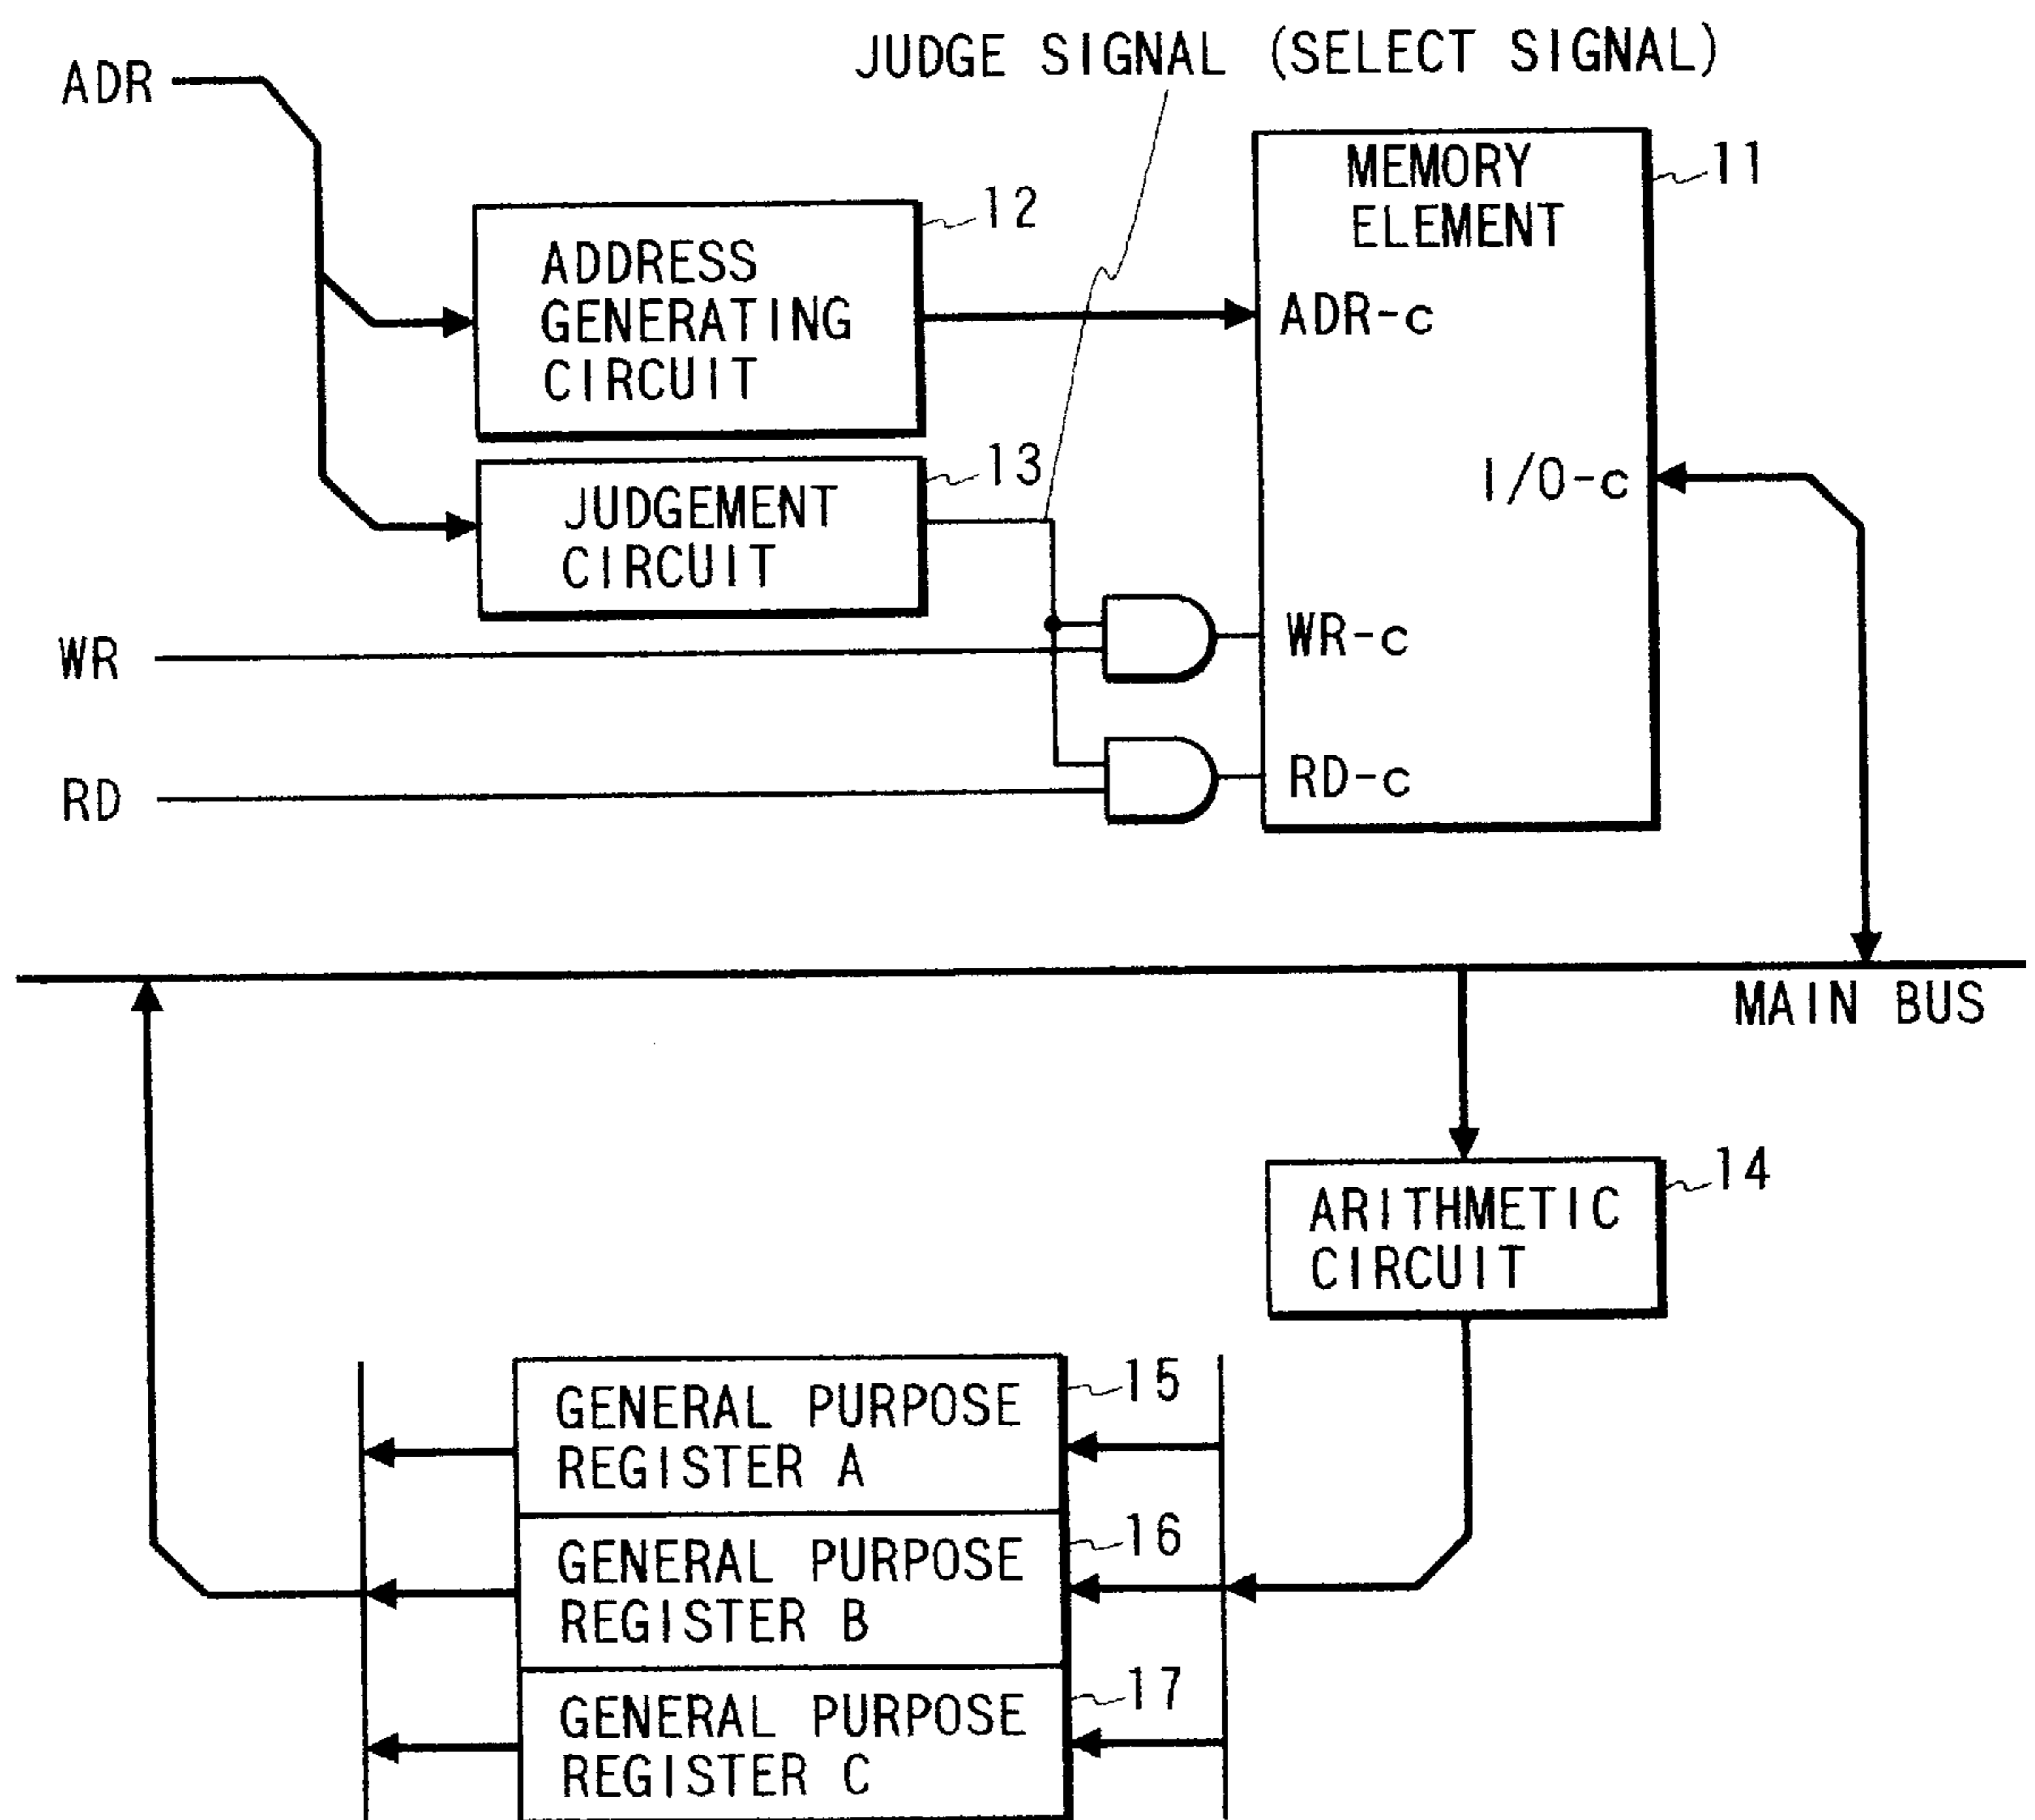 JUDGE SIGNAL (SELECT SIGNAL)
ADR
12
ADDRESS
GENERATING
CIRCUIT
13
JUDGEMENT
CIRCUIT
WR
RD
11
MEMORY
ELEMENT
ADR-c
I/O-c
WR-c
RD-c
MAIN BUS
14
ARITHMETIC
CIRCUIT
15
GENERAL PURPOSE
REGISTER A
16
GENERAL PURPOSE
REGISTER B
17
GENERAL PURPOSE
REGISTER C